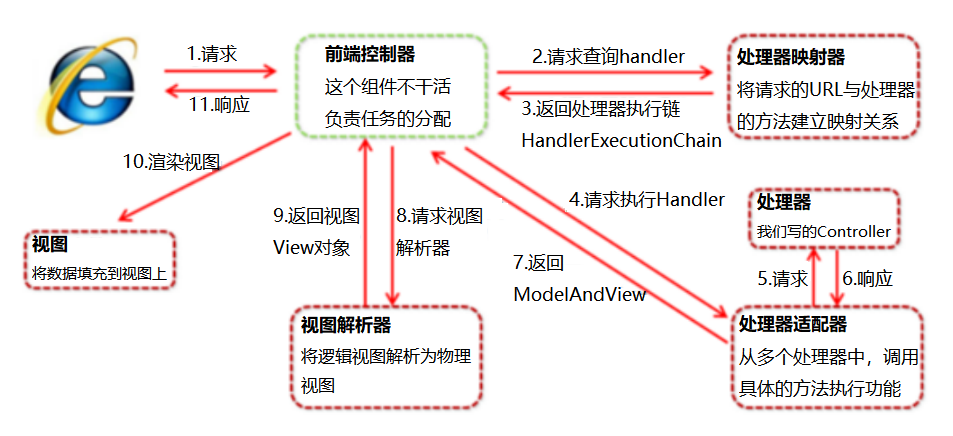 1.请求
11.响应
前端控制器
这个组件不干活
负责任务的分配
2.请求查询handler
3.返回处理器执行链
HandlerExecutionChain
处理器映射器
将请求的URL与处理器
的方法建立映射关系
10.渲染视图
视图
将数据填充到视图上
9.返回视图
View对象
8.请求视图
解析器
4.请求执行Handler
7.返回
ModelAndView
处理器
我们写的Controller
5.请求
6.响应
视图解析器
将逻辑视图解析为物理
视图
处理器适配器
从多个处理器中，调用
具体的方法执行功能